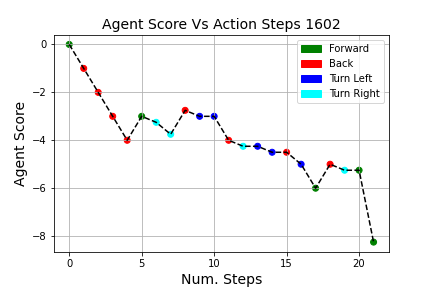 Agent Score Vs Action Steps 1602
Forward
Back
Turn Left
Turn Right
Agent Score
0
−2
−4
−6
−8
0 5 10 15 20
Num. Steps